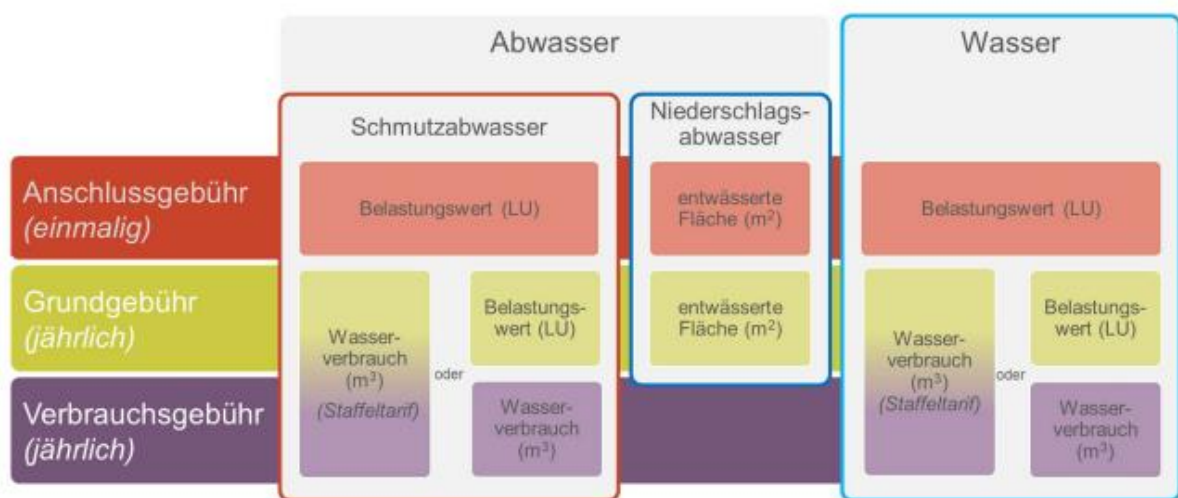 Abwasser
Wasser
Schmutzabwasser
Niederschlags-
abwasser
Anschlussgebühr
(einmalig)
Belastungswert (LU)
entwässerte
Fläche (m²)
Belastungswert (LU)
Grundgebühr
(jährlich)
Wasser-
verbrauch
(m³)
(Staffeltarif)
oder
Belastungs-
wert (LU)
entwässerte
Fläche (m²)
Wasser-
verbrauch
(m³)
(Staffeltarif)
oder
Belastungs-
wert (LU)
Verbrauchsgebühr
(jährlich)
Wasser-
verbrauch
(m³)
Wasser-
verbrauch
(m³)